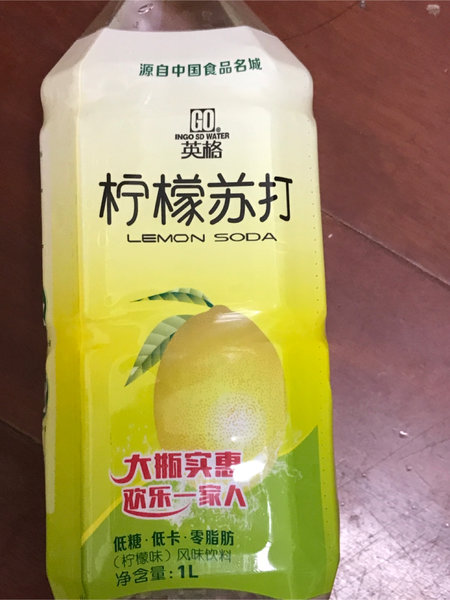 源自中国食品名城
GO®
INGO SD WATER
英格
柠檬苏打
LEMON SODA
大瓶实惠
欢乐一家人
低糖·低卡·零脂肪
(柠檬味)风味饮料
净含量:1L